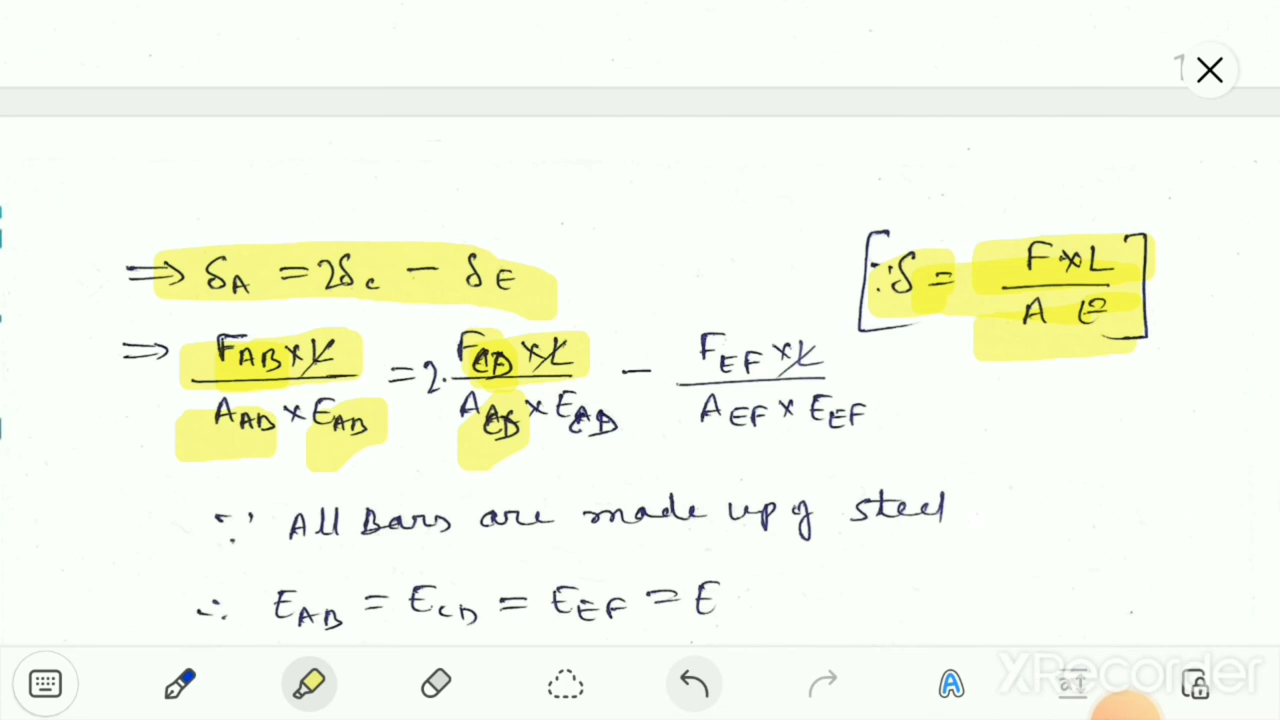 ⇒ δA = 2δc − δE
[∵ δ = F×L / A E]
⇒ FAB×L / AAB×EAB = 2. FCD×L / ACD×ECD − FEF×L / AEF×EEF
∵ All Bars are made up of steel
∴ EAB = ECD = EEF = E
XRecorder